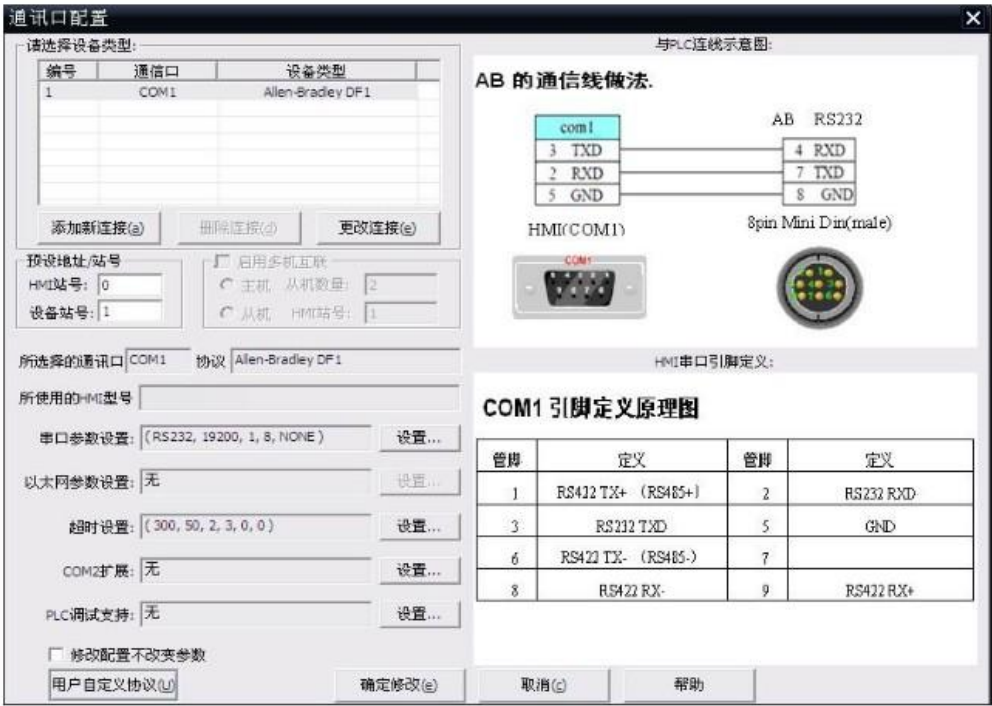 通讯口配置
请选择设备类型:
编号 通信口 设备类型
1 COM1 Allen-Bradley DF1
添加新连接(a) 删除连接(d) 更改连接(e)
预设地址/站号
HMI站号: 0
设备站号: 1
启用多机互联
主机 从机数量: 2
从机 HMI站号: 1
所选择的通讯口 COM1 协议 Allen-Bradley DF1
所使用的HMI型号
串口参数设置: (RS232, 19200, 1, 8, NONE) 设置...
以太网参数设置: 无 设置...
超时设置: (300, 50, 2, 3, 0, 0) 设置...
COM2扩展: 无 设置...
PLC调试支持: 无 设置...
修改配置不改变参数
用户自定义协议(U) 确定修改(e) 取消(c) 帮助
与PLC连线示意图:
AB 的通信线做法.
com1 AB RS232
3 TXD 4 RXD
2 RXD 7 TXD
5 GND 8 GND
HMI(COM1) 8pin Mini Din(male)
COM1
HMI串口引脚定义:
COM1 引脚定义原理图
管脚 定义 管脚 定义
1 RS422 TX+ (RS485+) 2 RS232 RXD
3 RS232 TXD 5 GND
6 RS422 TX- (RS485-) 7
8 RS422 RX- 9 RS422 RX+